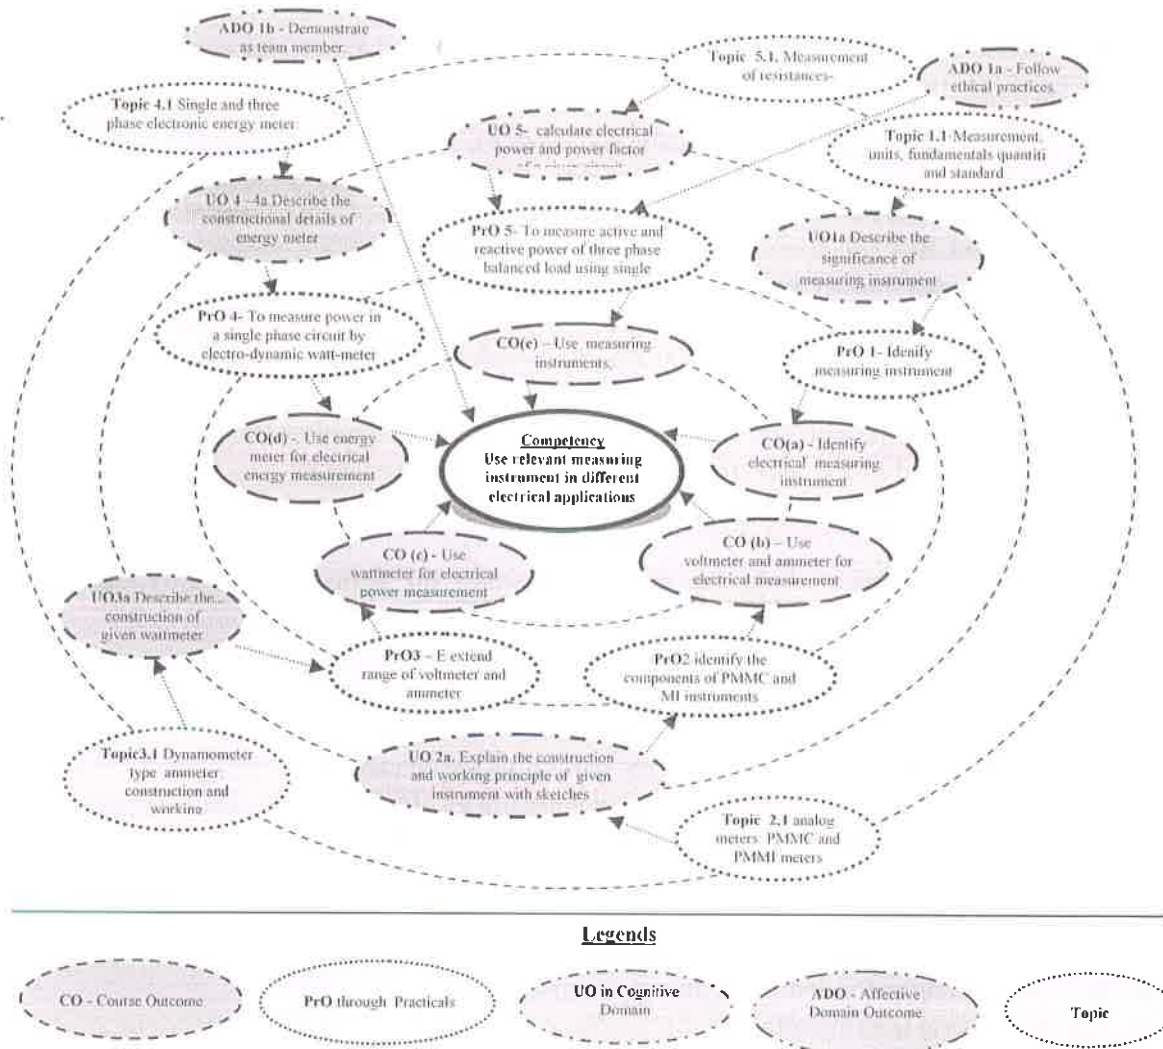 ADO 1b - Demonstrate
as team member
Topic 5.1. Measurement
of resistances-
ADO 1a - Follow
ethical practices
Topic 4.1 Single and three
phase electronic energy meter
UO 5- calculate electrical
power and power factor
Topic 1.1 Measurement,
units, fundamentals quantiti
and standard
UO 4 -4a Describe the
constructional details of
energy meter
PrO 5- To measure active and
reactive power of three phase
balanced load using single
UO1a Describe the
significance of
measuring instrument
PrO 4- To measure power in
a single phase circuit by
electro-dynamic watt-meter
CO(e) – Use measuring
instruments,
PrO 1- Idenify
measuring instrument
CO(d) -. Use energy
meter for electrical
energy measurement
Competency
Use relevant measuring
instrument in different
electrical applications
CO(a) - Identify
electrical measuring
instrument
CO (c) - Use
wattmeter for electrical
power measurement
CO (b) – Use
voltmeter and ammeter for
electrical measurement
UO3a Describe the..
construction of
given wattmeter
PrO3 – E extend
range of voltmeter and
ammeter
PrO2 identify the
components of PMMC and
MI instruments
Topic3.1 Dynamometer
type ammeter:
construction and
working
UO 2a. Explain the construction
and working principle of given
instrument with sketches
Topic 2.1 analog
meters: PMMC and
PMMI meters
Legends
CO - Course Outcome
PrO through Practicals
UO in Cognitive
Domain
ADO - Affective
Domain Outcome
Topic